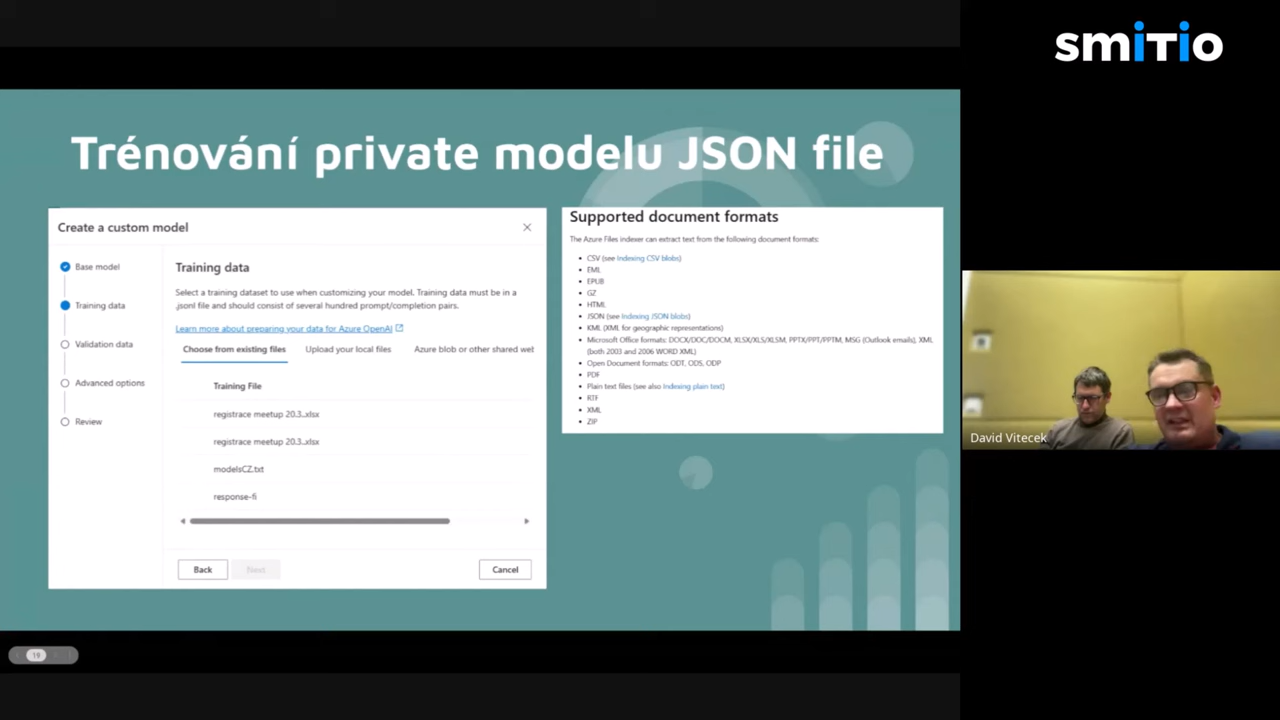 smiTio
Trénování private modelu JSON file
Create a custom model
Base model
Training data
Validation data
Advanced options
Review
Training data
Select a training dataset to use when customizing your model. Training data must be in a
.jsonl file and should consist of several hundred prompt/completion pairs.
Learn more about preparing your data for Azure OpenAI
Choose from existing files
Upload your local files
Azure blob or other shared wet
Training File
registrace meetup 20.3..xlsx
registrace meetup 20.3..xlsx
modelsCZ.txt
response-fi
Back
Next
Cancel
Supported document formats
The Azure Files indexer can extract text from the following document formats:
CSV (see Indexing CSV blobs)
EML
EPUB
GZ
HTML
JSON (see Indexing JSON blobs)
KML (XML for geographic representations)
Microsoft Office formats: DOCX/DOC/DOCM, XLSX/XLS/XLSM, PPTX/PPT/PPTM, MSG (Outlook emails), XML
(both 2003 and 2006 WORD XML)
Open Document formats: ODT, ODS, ODP
PDF
Plain text files (see also Indexing plain text)
RTF
XML
ZIP
David Vitecek
19